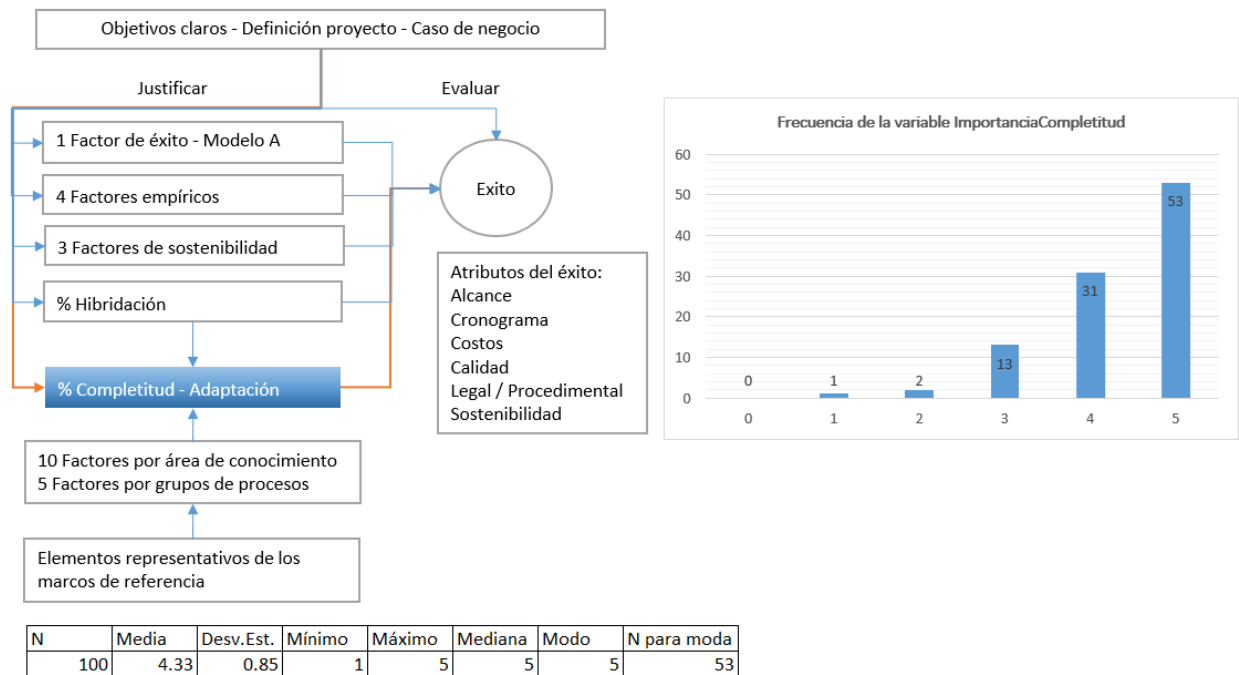 Objetivos claros - Definición proyecto - Caso de negocio
Justificar
Evaluar
1 Factor de éxito - Modelo A
4 Factores empíricos
3 Factores de sostenibilidad
% Hibridación
% Completitud - Adaptación
10 Factores por área de conocimiento
5 Factores por grupos de procesos
Elementos representativos de los
marcos de referencia
Exito
Atributos del éxito:
Alcance
Cronograma
Costos
Calidad
Legal / Procedimental
Sostenibilidad
Frecuencia de la variable ImportanciaCompletitud
60
50
40
30
20
10
0
0
1
2
13
31
53
0 1 2 3 4 5
N Media Desv.Est. Mínimo Máximo Mediana Modo N para moda
100 4.33 0.85 1 5 5 5 53